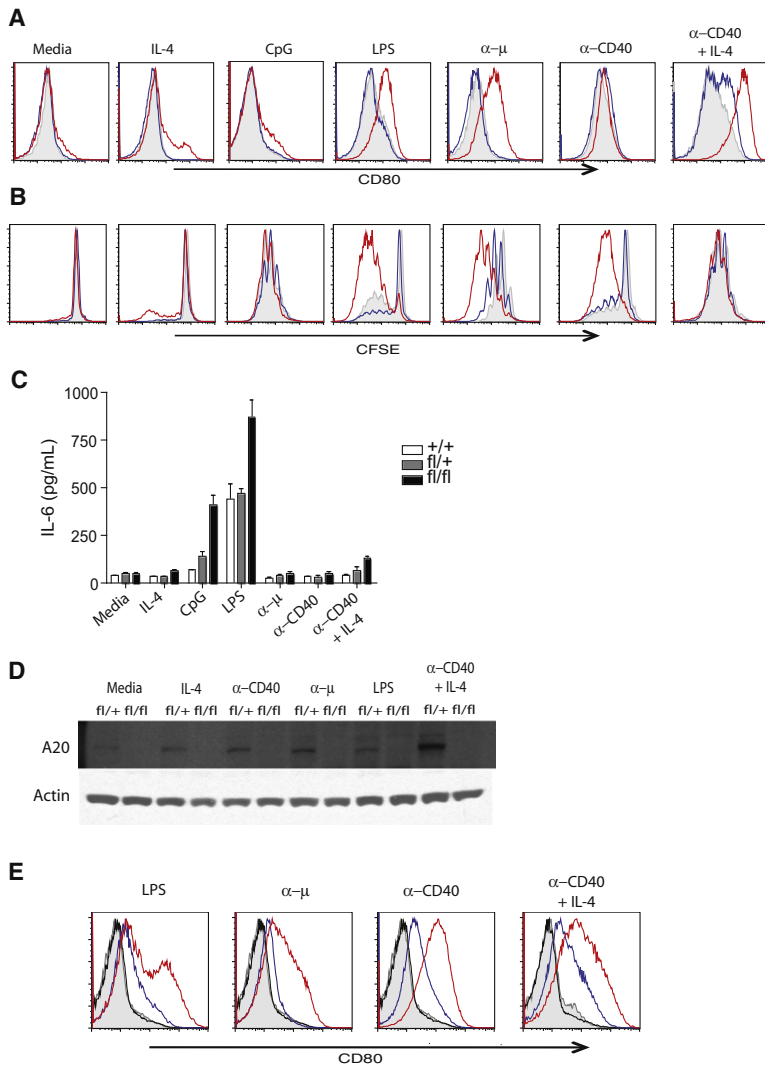 A
Media IL-4 CpG LPS α–μ α–CD40 α–CD40
+ IL-4
CD80
B
CFSE
C
IL-6 (pg/mL)
1000
750
500
250
0
+/+
fl/+
fl/fl
Media IL-4 CpG LPS α–μ α–CD40 α–CD40
+ IL-4
D
Media IL-4 α–CD40 α–μ LPS α–CD40
+ IL-4
fl/+ fl/fl fl/+ fl/fl fl/+ fl/fl fl/+ fl/fl fl/+ fl/fl fl/+ fl/fl
A20
Actin
E
LPS α–μ α–CD40 α–CD40
+ IL-4
CD80